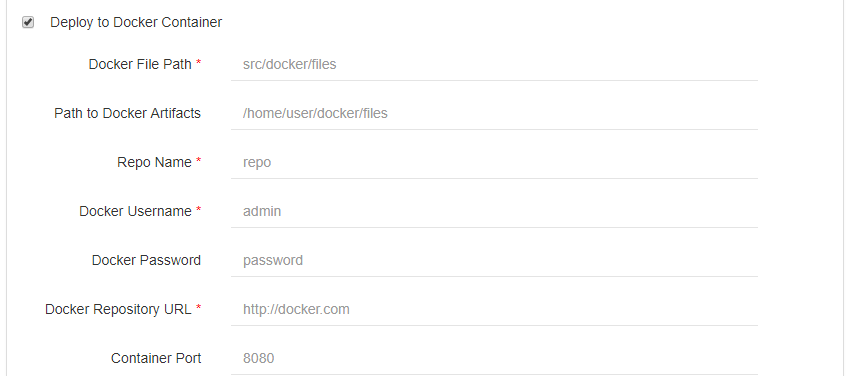 Deploy to Docker Container
Docker File Path * src/docker/files
Path to Docker Artifacts /home/user/docker/files
Repo Name * repo
Docker Username * admin
Docker Password password
Docker Repository URL * http://docker.com
Container Port 8080